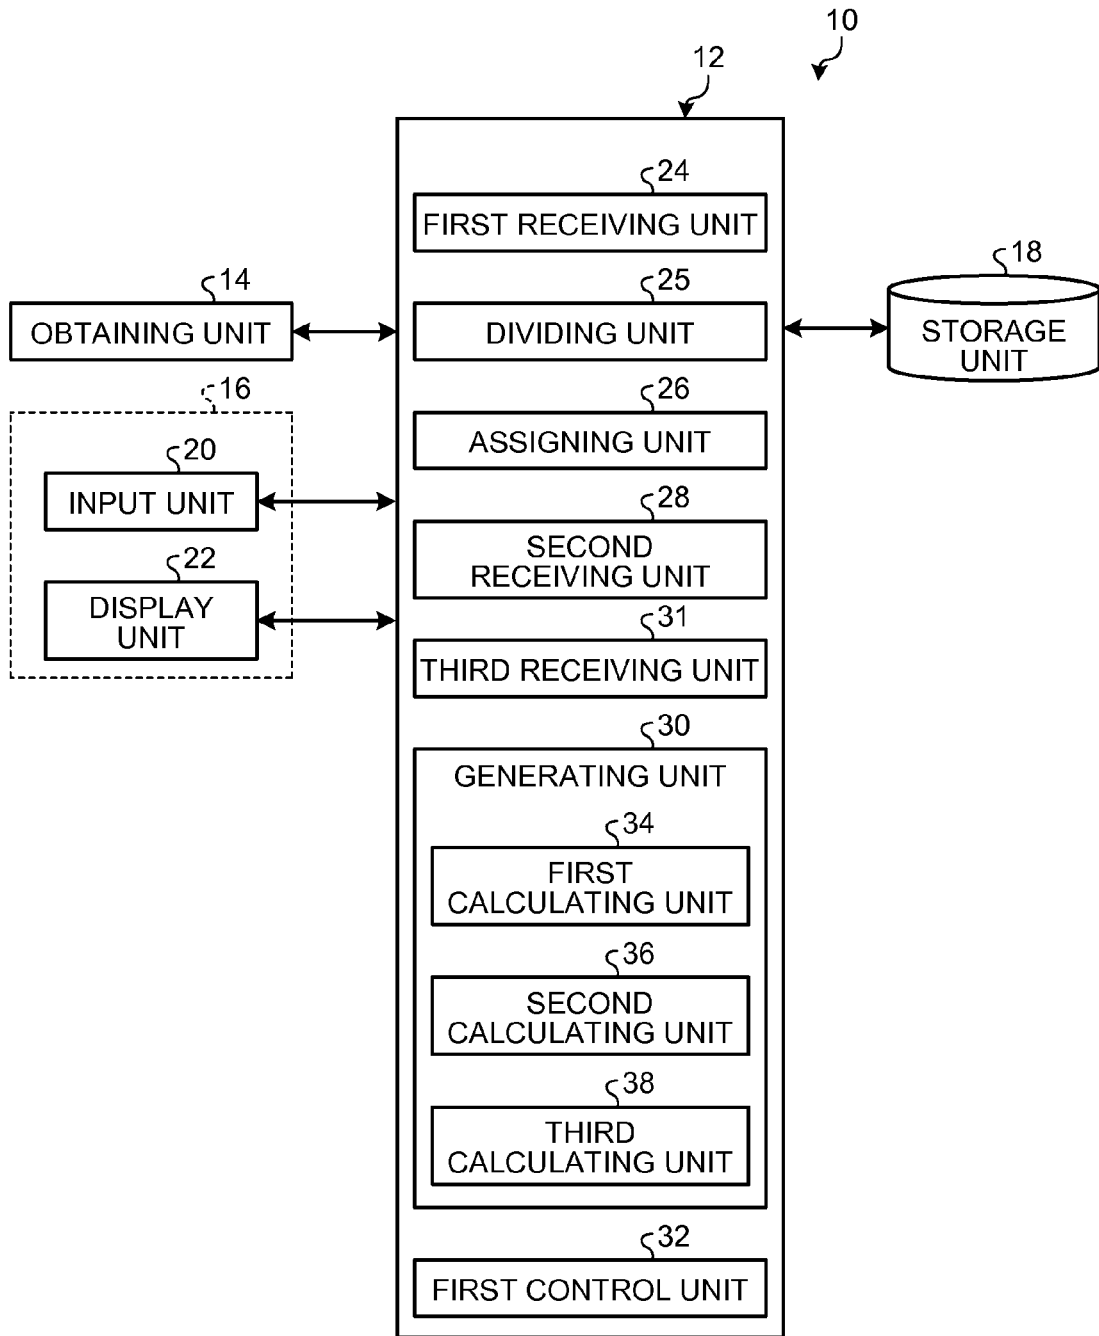 10
12
24
FIRST RECEIVING UNIT
14
OBTAINING UNIT
25
DIVIDING UNIT
18
STORAGE
UNIT
16
20
INPUT UNIT
22
DISPLAY
UNIT
26
ASSIGNING UNIT
28
SECOND
RECEIVING UNIT
31
THIRD RECEIVING UNIT
30
GENERATING UNIT
34
FIRST
CALCULATING UNIT
36
SECOND
CALCULATING UNIT
38
THIRD
CALCULATING UNIT
32
FIRST CONTROL UNIT